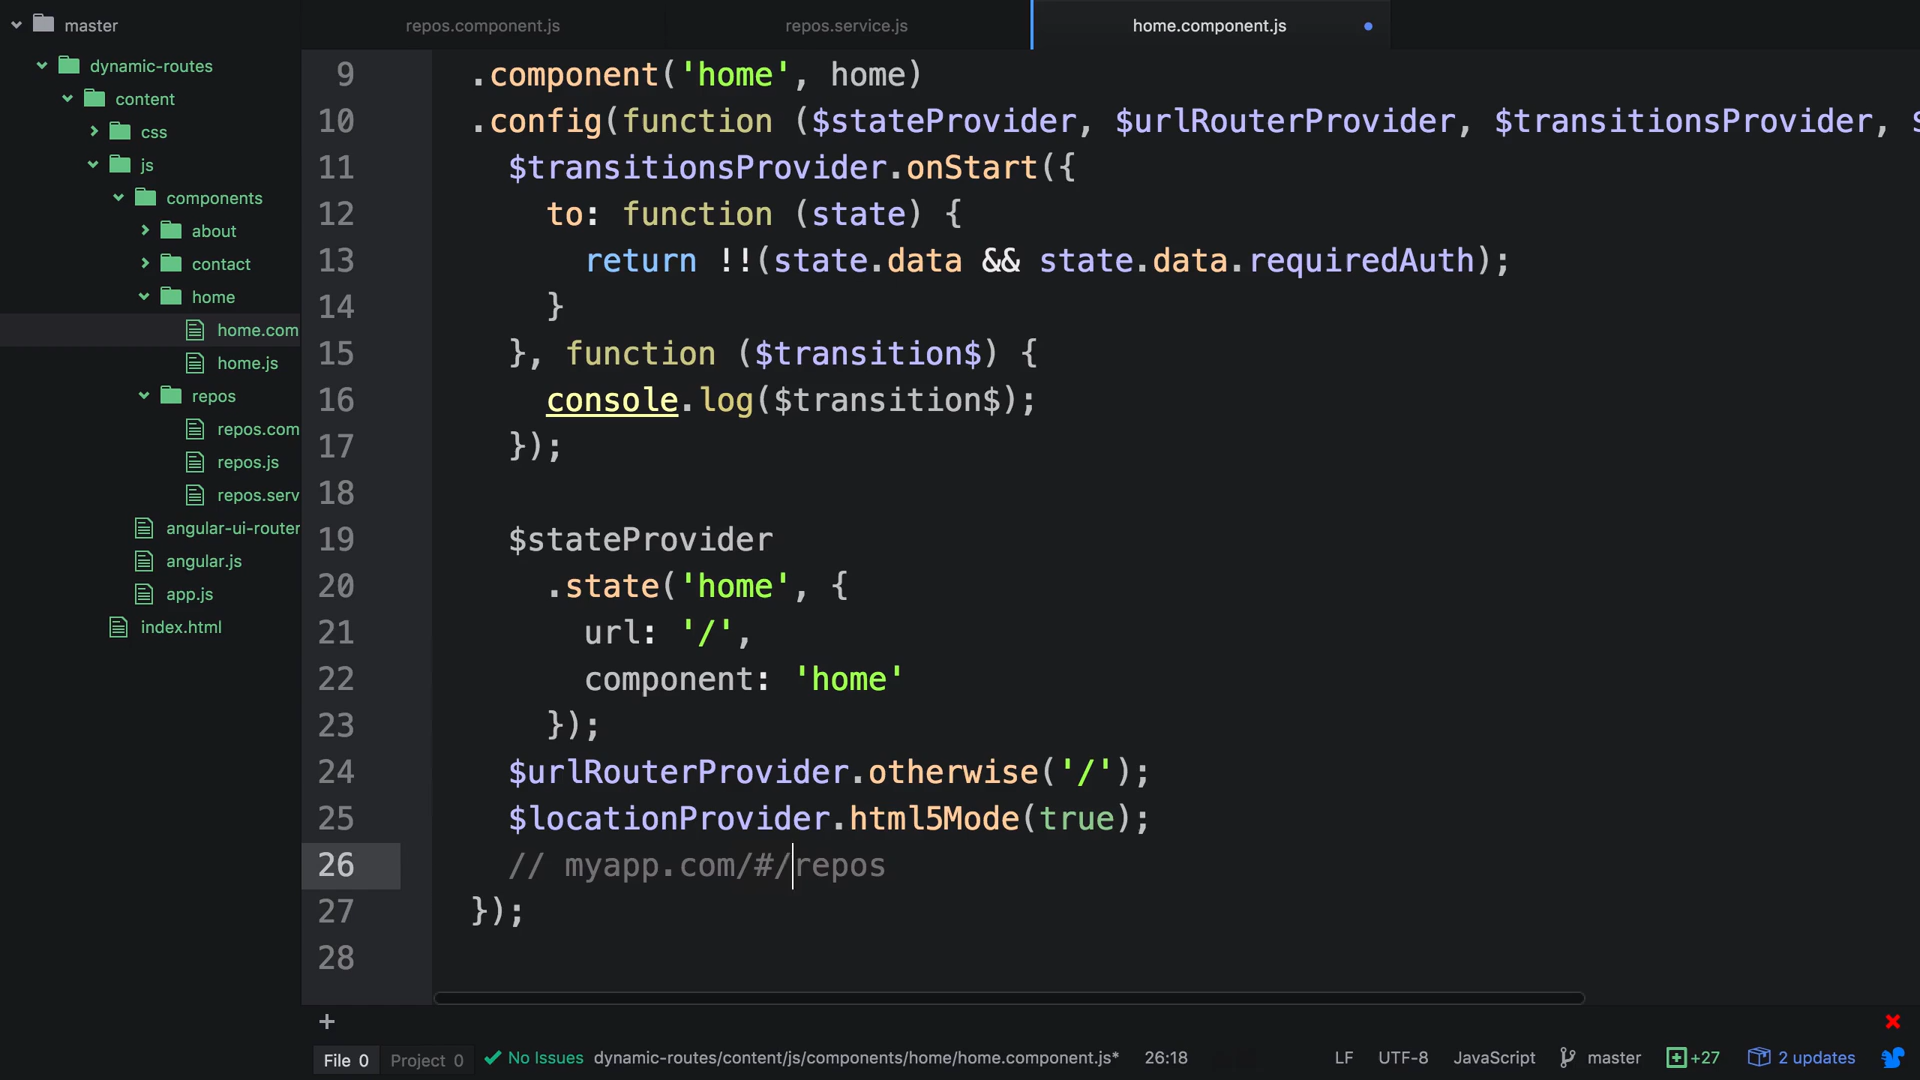 master
repos.component.js
repos.service.js
home.component.js
dynamic-routes
content
css
js
components
about
contact
home
home.com
home.js
repos
repos.com
repos.js
repos.serv
angular-ui-router
angular.js
app.js
index.html
9 .component('home', home)
10 .config(function ($stateProvider, $urlRouterProvider, $transitionsProvider, $
11 $transitionsProvider.onStart({
12 to: function (state) {
13 return !!(state.data && state.data.requiredAuth);
14 }
15 }, function ($transition$) {
16 console.log($transition$);
17 });
18
19 $stateProvider
20 .state('home', {
21 url: '/',
22 component: 'home'
23 });
24 $urlRouterProvider.otherwise('/');
25 $locationProvider.html5Mode(true);
26 // myapp.com/#/repos
27 });
28
+
File 0 Project 0 No Issues dynamic-routes/content/js/components/home/home.component.js* 26:18 LF UTF-8 JavaScript master +27 2 updates